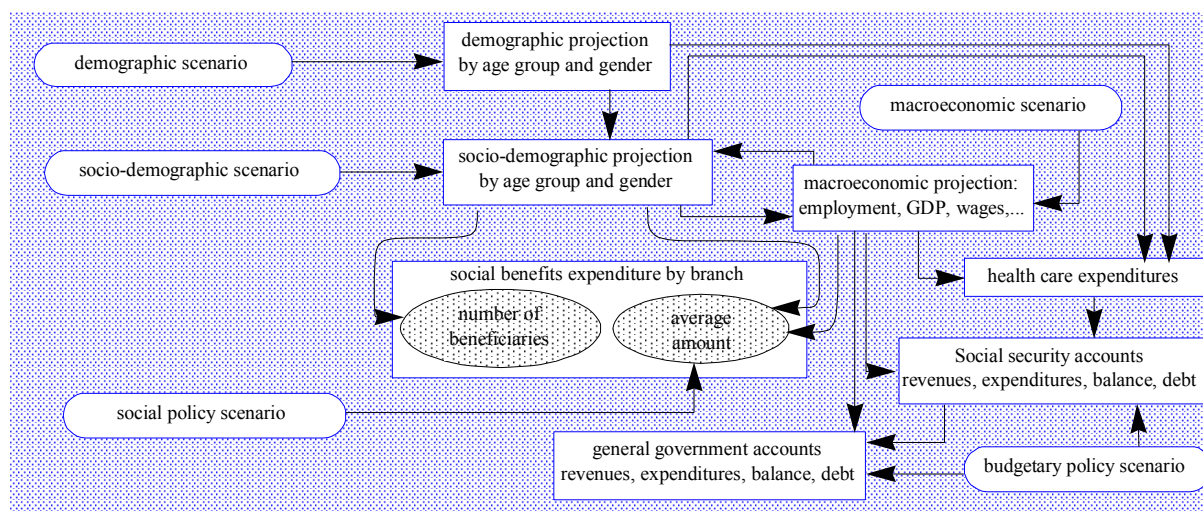 demographic projection
by age group and gender
demographic scenario
macroeconomic scenario
socio-demographic projection
by age group and gender
socio-demographic scenario
macroeconomic projection:
employment, GDP, wages,...
social benefits expenditure by branch
health care expenditures
number of
beneficiaries
average
amount
Social security accounts
revenues, expenditures, balance, debt
social policy scenario
general government accounts
revenues, expenditures, balance, debt
budgetary policy scenario